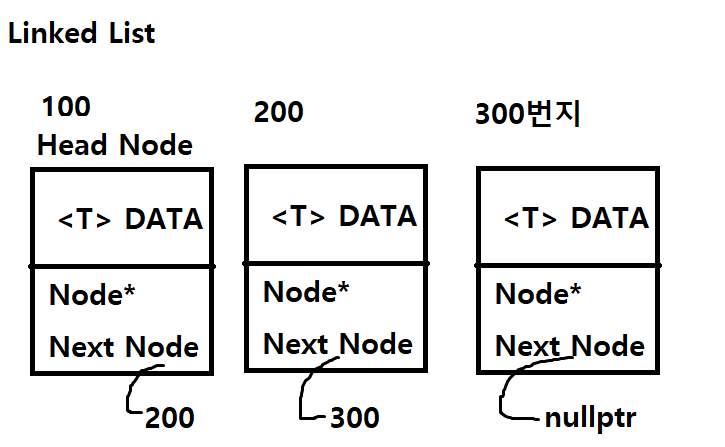 Linked List
100
Head Node
<T> DATA
Node*
Next Node
200
200
<T> DATA
Node*
Next Node
300
300번지
<T> DATA
Node*
Next Node
nullptr